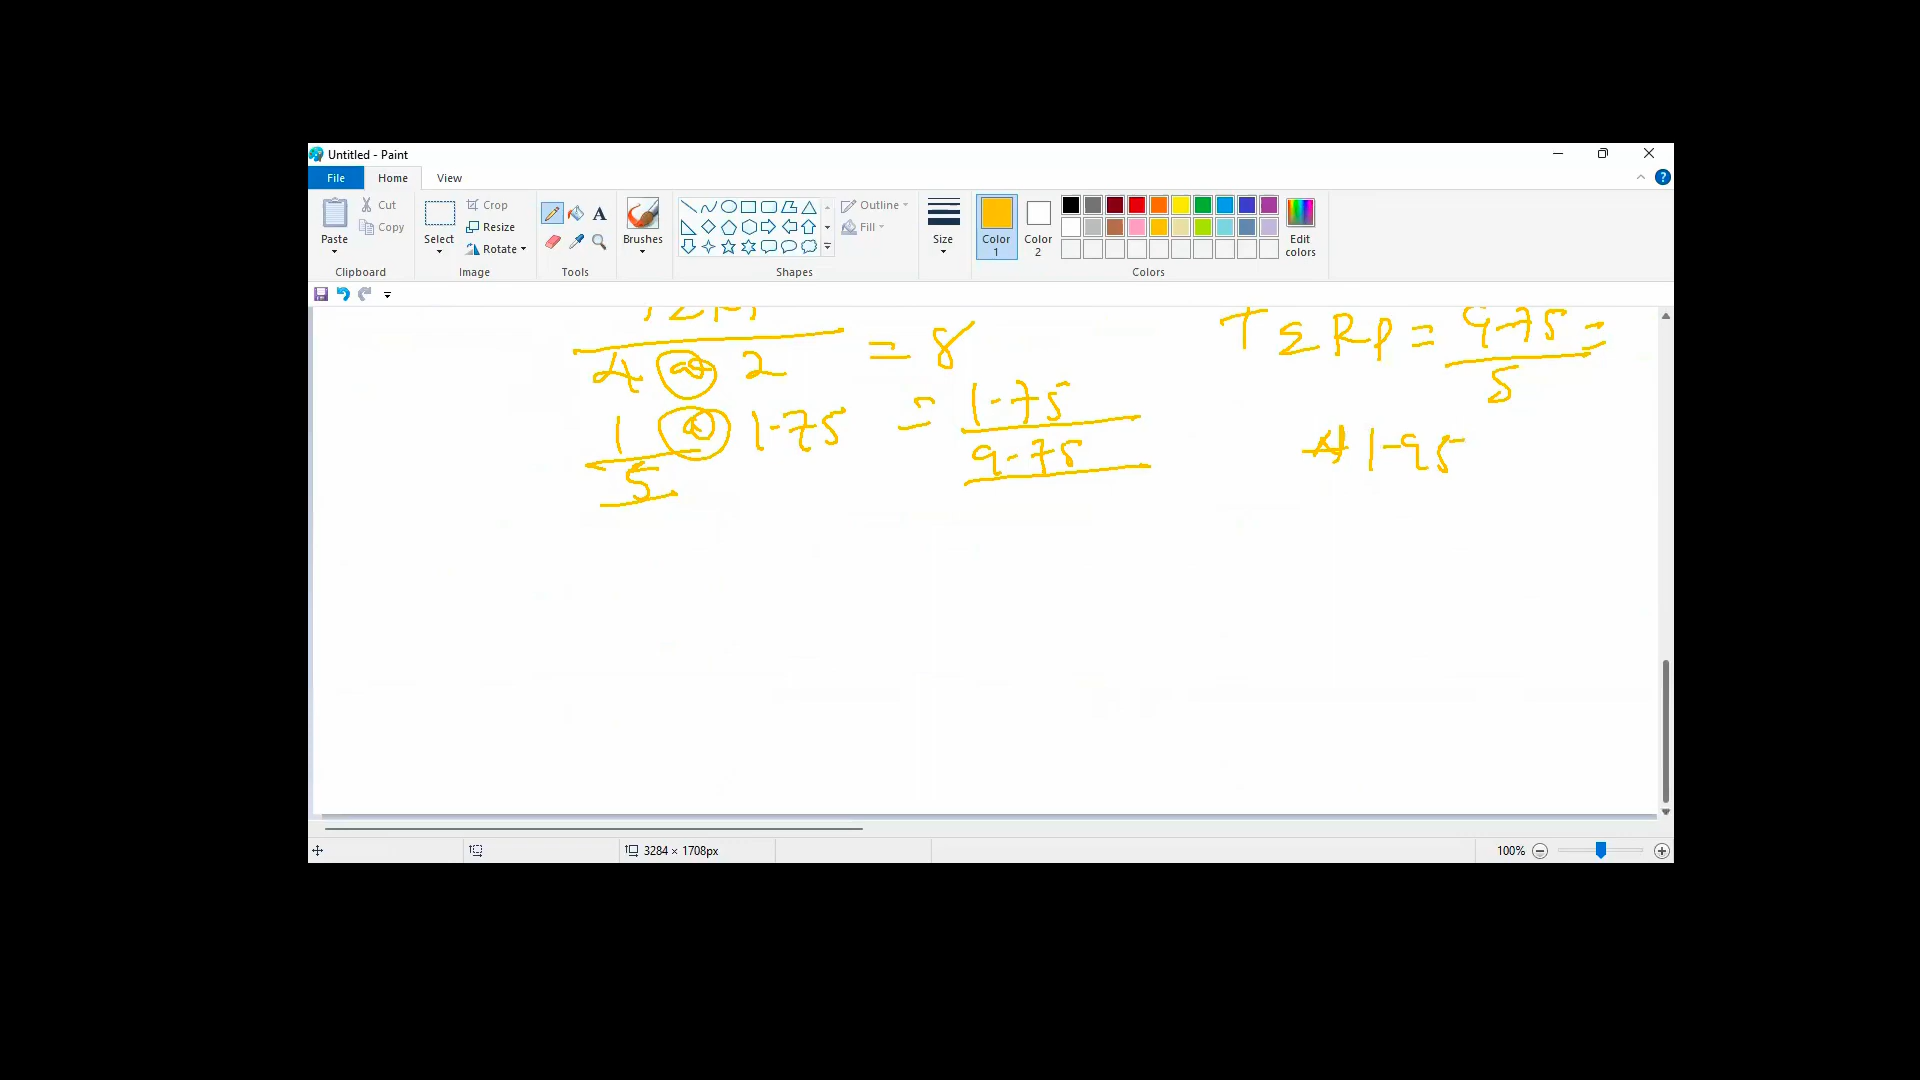 Untitled - Paint
File Home View
Paste
Cut
Copy
Clipboard
Select
Crop
Resize
Rotate
Image
Tools
Brushes
Shapes
Outline
Fill
Size
Color 1
Color 2
Edit colors
Colors
4 @ 2 = 8
1 @ 1-75 = 1-75
5 9-75
TERP = 9-75 =
5
1-95
3284 × 1708px
100%